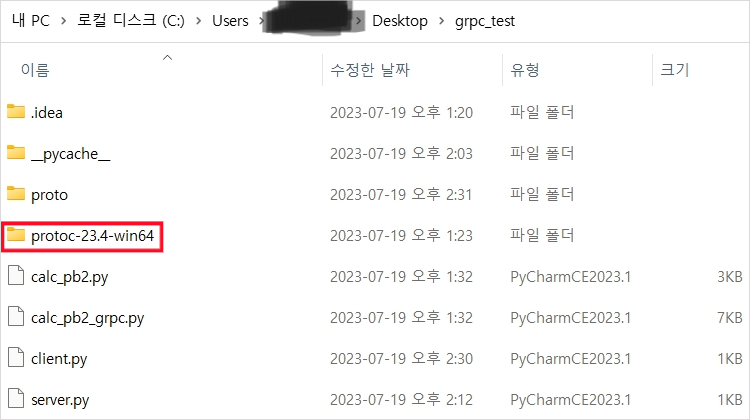 내 PC > 로컬 디스크 (C:) > Users > > Desktop > grpc_test
이름 수정한 날짜 유형 크기
.idea 2023-07-19 오후 1:20 파일 폴더
__pycache__ 2023-07-19 오후 2:03 파일 폴더
proto 2023-07-19 오후 2:31 파일 폴더
protoc-23.4-win64 2023-07-19 오후 1:23 파일 폴더
calc_pb2.py 2023-07-19 오후 1:32 PyCharmCE2023.1 3KB
calc_pb2_grpc.py 2023-07-19 오후 1:32 PyCharmCE2023.1 7KB
client.py 2023-07-19 오후 2:30 PyCharmCE2023.1 1KB
server.py 2023-07-19 오후 2:12 PyCharmCE2023.1 1KB